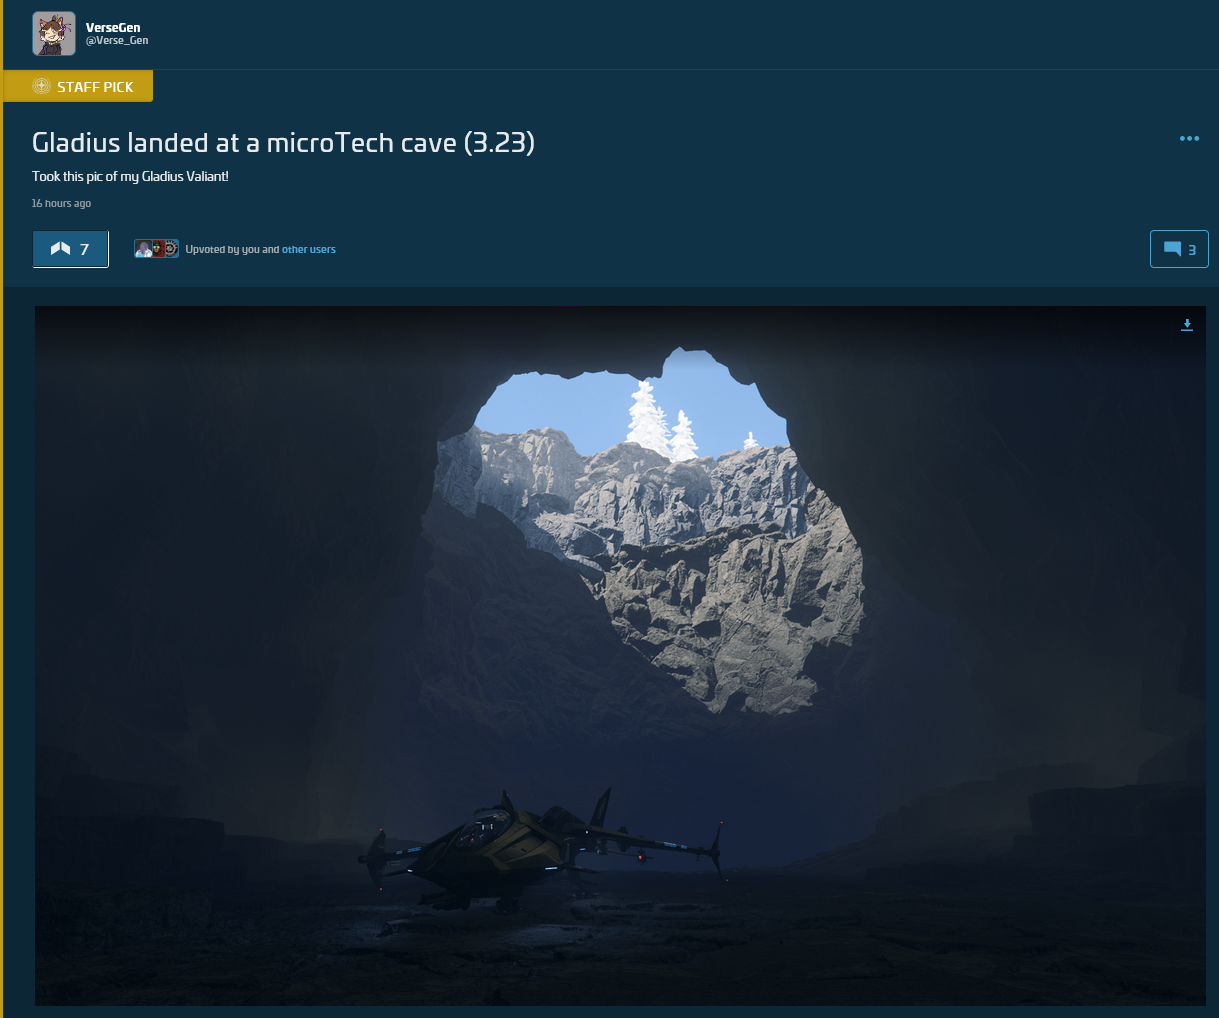 VerseGen
@Verse_Gen
STAFF PICK
Gladius landed at a microTech cave (3.23)
Took this pic of my Gladius Valiant!
16 hours ago
7
Upvoted by you and other users
3